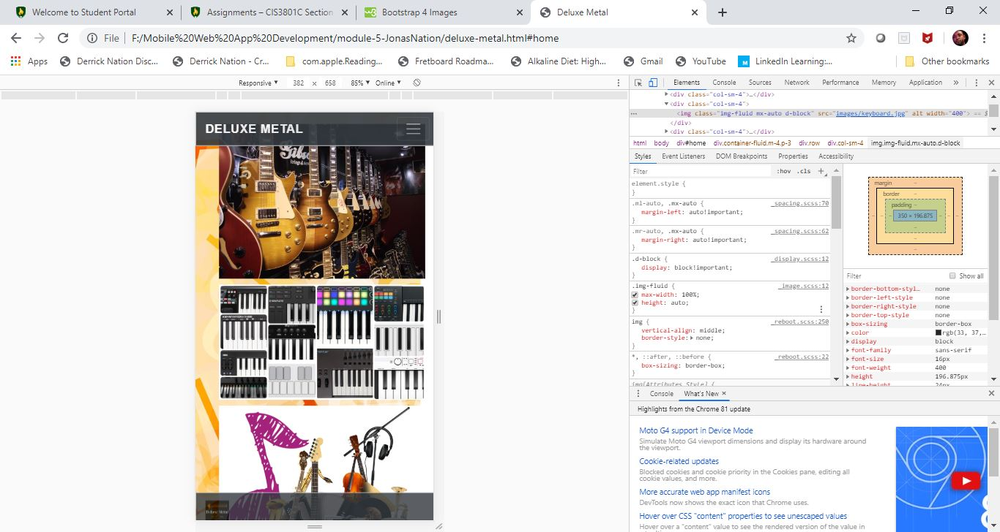 Welcome to Student Portal
Assignments – CIS3801C Section
Bootstrap 4 Images
Deluxe Metal
File | F:/Mobile%20Web%20App%20Development/module-5-JonasNation/deluxe-metal.html#home
Apps
Derrick Nation Disc...
Derrick Nation - Cr...
com.apple.Reading...
Fretboard Roadma...
Alkaline Diet: High...
Gmail
YouTube
LinkedIn Learning:...
Other bookmarks
Responsive ▼ 382 × 658 85% ▼ Online ▼
Elements Console Sources Network Performance Memory Application »
<div class="col-sm-4">…</div>
<div class="col-sm-4">
<img class="img-fluid mx-auto d-block" src="images/keyboard.jpg" alt width="400"> == $
</div>
<div class="col-sm-4">…</div>
html body div#home div.container-fluid.m-4.p-3 div.row div.col-sm-4 img.img-fluid.mx-auto.d-block
Styles Event Listeners DOM Breakpoints Properties Accessibility
Filter :hov .cls +
element.style {
}
.ml-auto, .mx-auto { _spacing.scss:70
margin-left: auto!important;
}
.mr-auto, .mx-auto { _spacing.scss:62
margin-right: auto!important;
}
.d-block { _display.scss:12
display: block!important;
}
.img-fluid { _image.scss:12
max-width: 100%;
height: auto;
}
img { _reboot.scss:250
vertical-align: middle;
border-style: none;
}
*, ::after, ::before { _reboot.scss:22
box-sizing: border-box;
}
img[Attributes Style] {
margin –
border –
padding –
350 × 196.875
Filter Show all
border-bottom-styl… none
border-left-style none
border-right-style none
border-top-style none
box-sizing border-box
color rgb(33, 37,…
display block
font-family sans-serif
font-size 16px
font-weight 400
height 196.875px
line-height 24px
DELUXE METAL
Gibson
Deluxe Metal
Console What's New ×
Highlights from the Chrome 81 update
Moto G4 support in Device Mode
Simulate Moto G4 viewport dimensions and display its hardware around
the viewport.
Cookie-related updates
Blocked cookies and cookie priority in the Cookies pane, editing all
cookie values, and more.
More accurate web app manifest icons
DevTools now shows the exact icon that Chrome uses.
Hover over CSS "content" properties to see unescaped values
Hover over a "content" value to see the rendered version of the value in